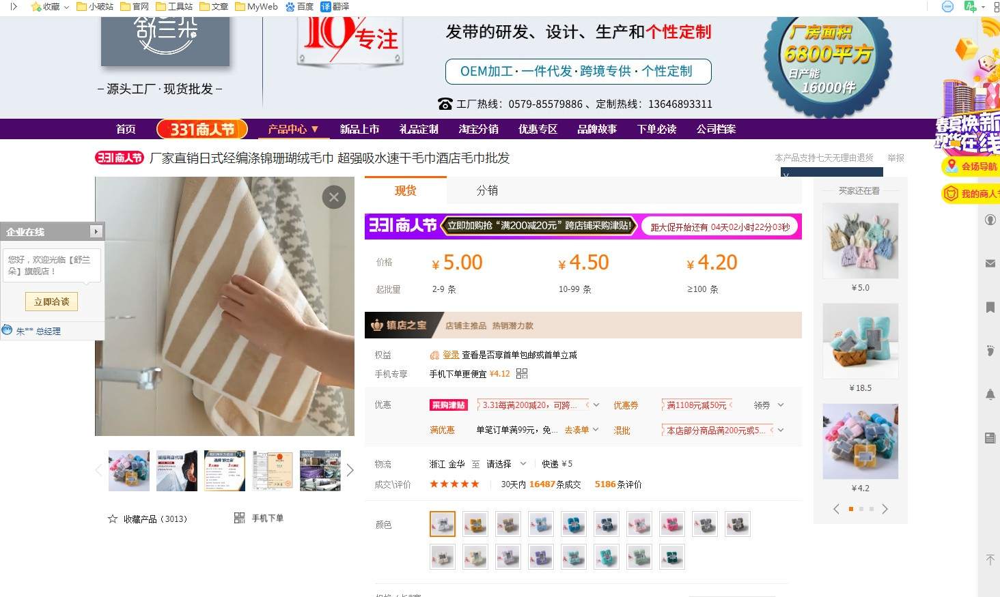 收藏 小破站 官网 工具站 文章 MyWeb 百度 译 翻译
舒兰朵
源头工厂·现货批发
10年专注
发带的研发、设计、生产和个性定制
OEM加工·一件代发·跨境专供·个性定制
工厂热线：0579-85579886 、定制热线：13646893311
厂房面积
6800平方
日产能
16000件
首页 331商人节 产品中心 新品上市 礼品定制 淘宝分销 优惠专区 品牌故事 下单必读 公司档案
春夏焕新
现货在线
会场导航
我的商人节
331商人节 厂家直销日式经编涤锦珊瑚绒毛巾 超强吸水速干毛巾酒店毛巾批发
本产品支持七天无理由退货 举报
现货 分销
331商人节 立即加购抢“满200减20元”跨店铺采购津贴! 距大促开始还有 04天02小时22分03秒
价格 ¥5.00 ¥4.50 ¥4.20
起批量 2-9 条 10-99 条 ≥100 条
镇店之宝 店铺主推品 热销潜力款
权益 登录 查看是否享首单包邮或首单立减
手机专享 手机下单更便宜 ¥4.12
优惠 采购津贴 3.31每满200减20，可跨... 优惠券 满1108元减50元 领券
满优惠 单笔订单满99元，免... 去凑单 混批 本店部分商品满200元或5...
物流 浙江 金华 至 请选择 快递 ¥5
成交\评价 30天内 16487条成交 5186条评价
颜色
企业在线
您好，欢迎光临【舒兰
朵】旗舰店！
立即洽谈
朱** 总经理
诚招网店代理
收藏产品（3013） 手机下单
买家还在看
¥5.0
¥18.5
¥4.2